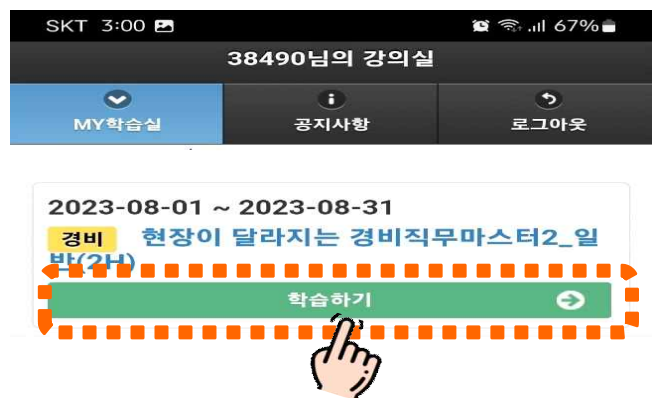 SKT 3:00 67%
38490님의 강의실
MY학습실 공지사항 로그아웃
2023-08-01 ~ 2023-08-31
경비 현장이 달라지는 경비직무마스터2_일
반(2H)
학습하기